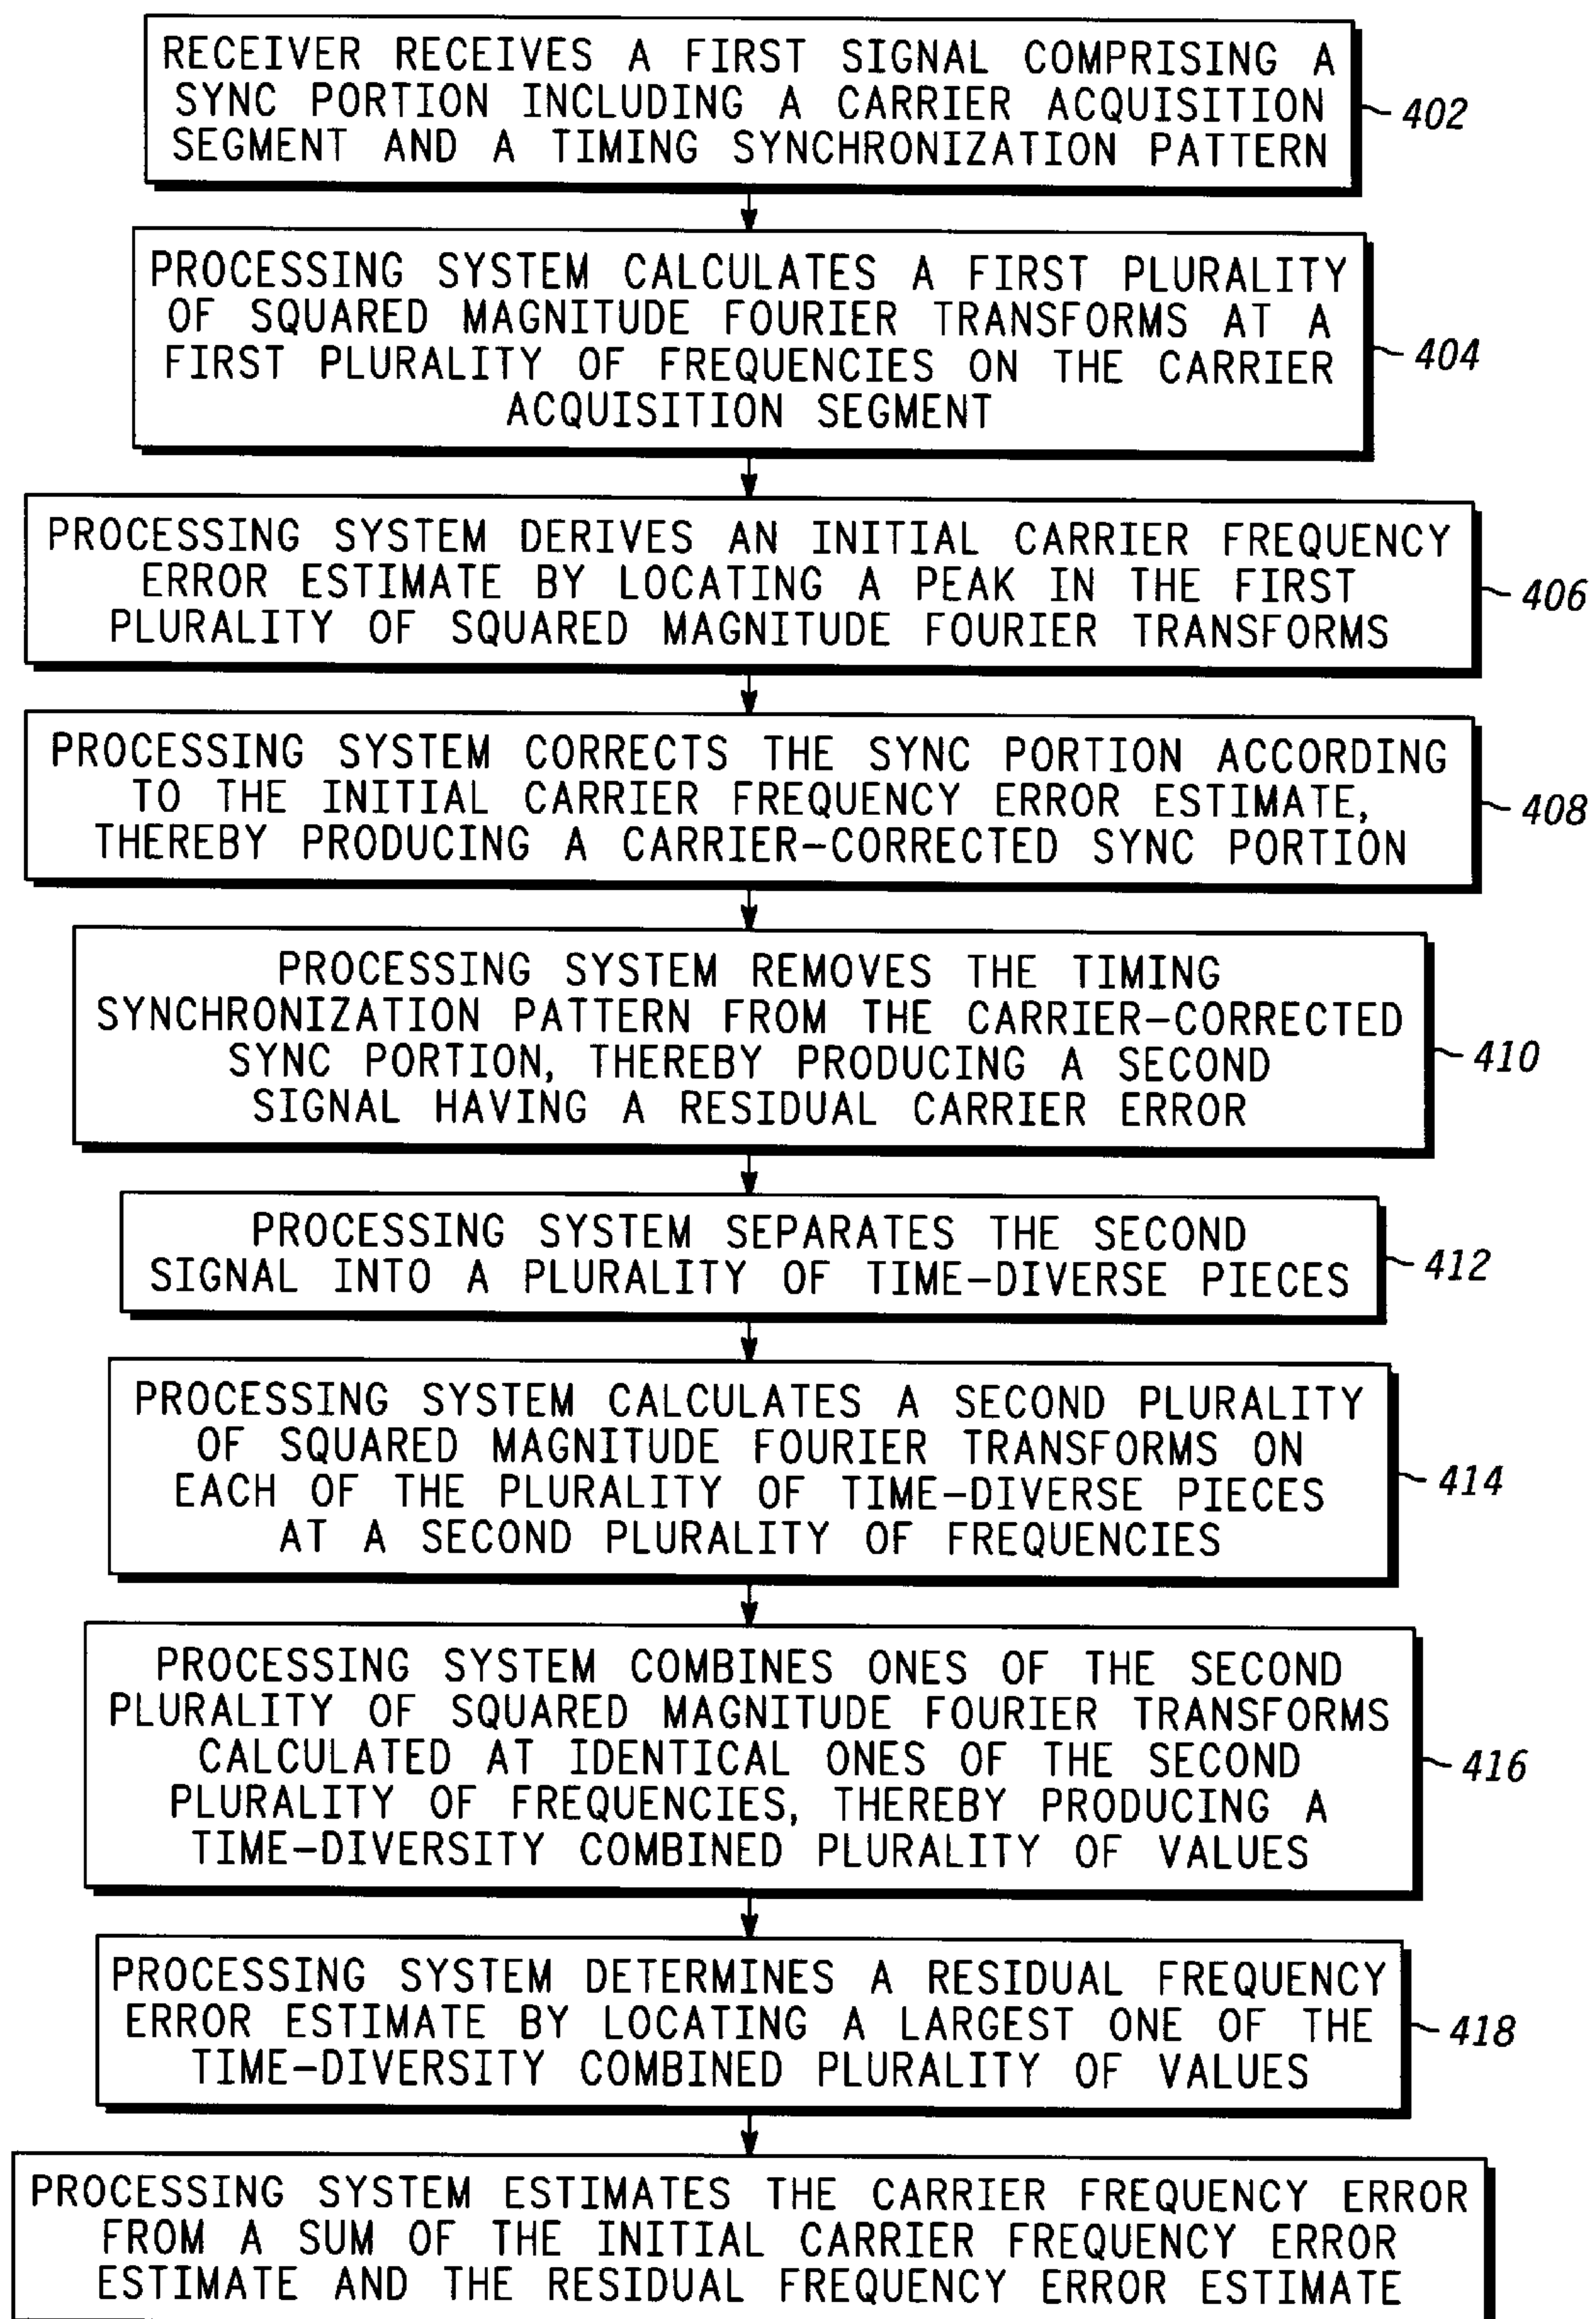 RECEIVER RECEIVES A FIRST SIGNAL COMPRISING A
SYNC PORTION INCLUDING A CARRIER ACQUISITION
SEGMENT AND A TIMING SYNCHRONIZATION PATTERN
402
PROCESSING SYSTEM CALCULATES A FIRST PLURALITY
OF SQUARED MAGNITUDE FOURIER TRANSFORMS AT A
FIRST PLURALITY OF FREQUENCIES ON THE CARRIER
ACQUISITION SEGMENT
404
PROCESSING SYSTEM DERIVES AN INITIAL CARRIER FREQUENCY
ERROR ESTIMATE BY LOCATING A PEAK IN THE FIRST
PLURALITY OF SQUARED MAGNITUDE FOURIER TRANSFORMS
406
PROCESSING SYSTEM CORRECTS THE SYNC PORTION ACCORDING
TO THE INITIAL CARRIER FREQUENCY ERROR ESTIMATE,
THEREBY PRODUCING A CARRIER-CORRECTED SYNC PORTION
408
PROCESSING SYSTEM REMOVES THE TIMING
SYNCHRONIZATION PATTERN FROM THE CARRIER-CORRECTED
SYNC PORTION, THEREBY PRODUCING A SECOND
SIGNAL HAVING A RESIDUAL CARRIER ERROR
410
PROCESSING SYSTEM SEPARATES THE SECOND
SIGNAL INTO A PLURALITY OF TIME-DIVERSE PIECES
412
PROCESSING SYSTEM CALCULATES A SECOND PLURALITY
OF SQUARED MAGNITUDE FOURIER TRANSFORMS ON
EACH OF THE PLURALITY OF TIME-DIVERSE PIECES
AT A SECOND PLURALITY OF FREQUENCIES
414
PROCESSING SYSTEM COMBINES ONES OF THE SECOND
PLURALITY OF SQUARED MAGNITUDE FOURIER TRANSFORMS
CALCULATED AT IDENTICAL ONES OF THE SECOND
PLURALITY OF FREQUENCIES, THEREBY PRODUCING A
TIME-DIVERSITY COMBINED PLURALITY OF VALUES
416
PROCESSING SYSTEM DETERMINES A RESIDUAL FREQUENCY
ERROR ESTIMATE BY LOCATING A LARGEST ONE OF THE
TIME-DIVERSITY COMBINED PLURALITY OF VALUES
418
PROCESSING SYSTEM ESTIMATES THE CARRIER FREQUENCY ERROR
FROM A SUM OF THE INITIAL CARRIER FREQUENCY ERROR
ESTIMATE AND THE RESIDUAL FREQUENCY ERROR ESTIMATE